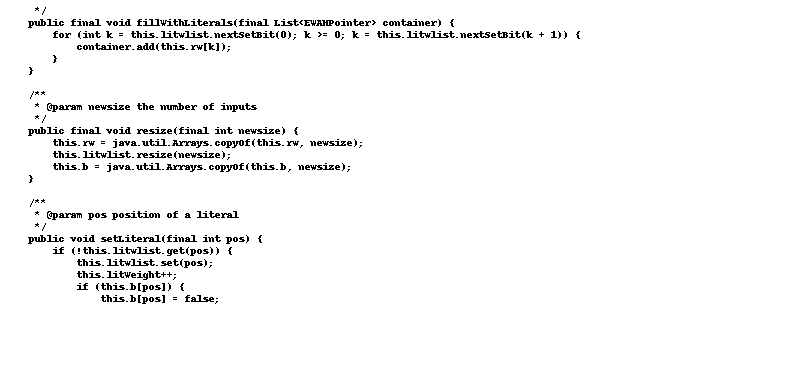 */
    public final void fillWithLiterals(final List<EWAHPointer> container) {
        for (int k = this.litwlist.nextSetBit(0); k >= 0; k = this.litwlist.nextSetBit(k + 1)) {
            container.add(this.rw[k]);
        }
    }

    /**
     * @param newsize the number of inputs
     */
    public final void resize(final int newsize) {
        this.rw = java.util.Arrays.copyOf(this.rw, newsize);
        this.litwlist.resize(newsize);
        this.b = java.util.Arrays.copyOf(this.b, newsize);
    }

    /**
     * @param pos position of a literal
     */
    public void setLiteral(final int pos) {
        if (!this.litwlist.get(pos)) {
            this.litwlist.set(pos);
            this.litWeight++;
            if (this.b[pos]) {
                this.b[pos] = false;